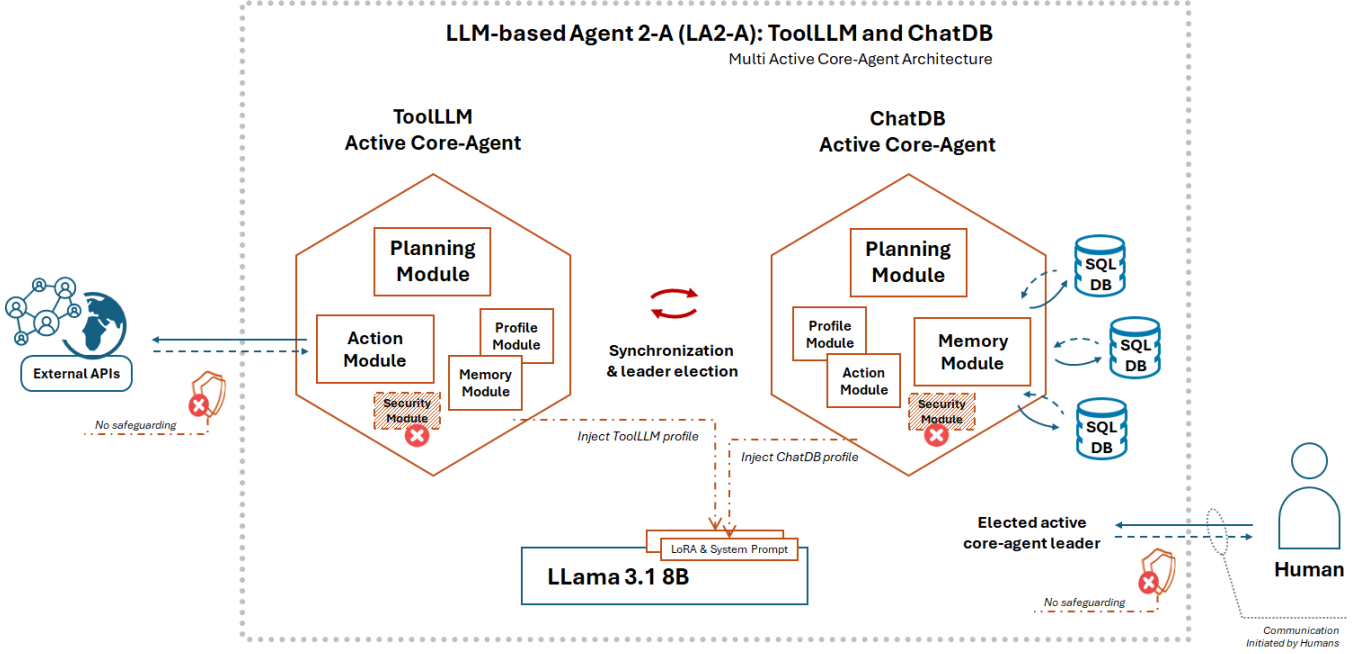 LLM-based Agent 2-A (LA2-A): ToolLLM and ChatDB
Multi Active Core-Agent Architecture
ToolLLM
Active Core-Agent
Planning
Module
Action
Module
Profile
Module
Memory
Module
Security
Module
External APIs
No safeguarding
Synchronization
& leader election
ChatDB
Active Core-Agent
Planning
Module
Profile
Module
Action
Module
Memory
Module
Security
Module
SQL
DB
SQL
DB
SQL
DB
Inject ToolLLM profile
Inject ChatDB profile
LoRA & System Prompt
LLama 3.1 8B
Elected active
core-agent leader
No safeguarding
Human
Communication
Initiated by Humans